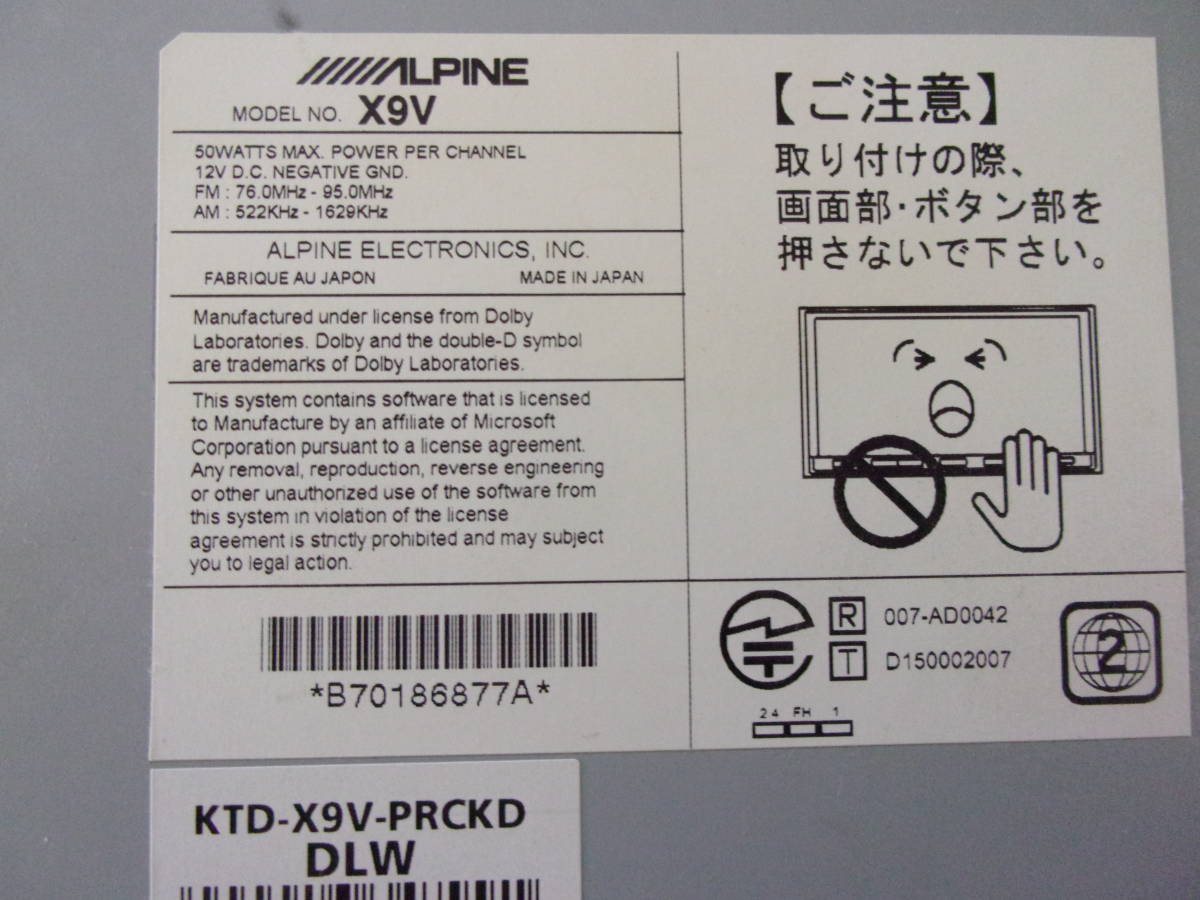 ALPINE
MODEL NO. X9V
50WATTS MAX. POWER PER CHANNEL
12V D.C. NEGATIVE GND.
FM : 76.0MHz - 95.0MHz
AM : 522KHz - 1629KHz
ALPINE ELECTRONICS, INC.
FABRIQUE AU JAPON MADE IN JAPAN
Manufactured under license from Dolby
Laboratories. Dolby and the double-D symbol
are trademarks of Dolby Laboratories.
This system contains software that is licensed
to Manufacture by an affiliate of Microsoft
Corporation pursuant to a license agreement.
Any removal, reproduction, reverse engineering
or other unauthorized use of the software from
this system in violation of the license
agreement is strictly prohibited and may subject
you to legal action.
*B70186877A*
【ご注意】
取り付けの際、
画面部・ボタン部を
押さないで下さい。
R 007-AD0042
T D150002007
2
2 4 FH 1
KTD-X9V-PRCKD
DLW